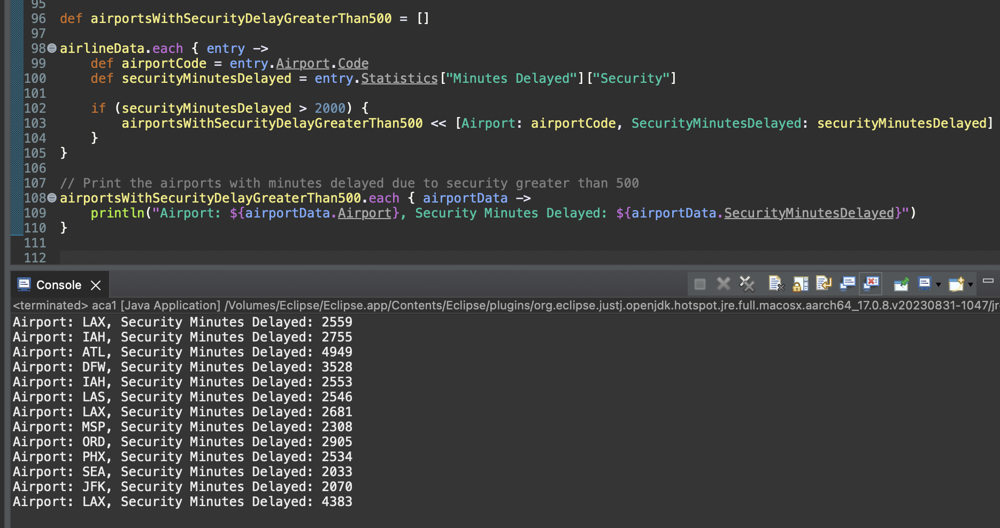 95
96 def airportsWithSecurityDelayGreaterThan500 = []
97
98 airlineData.each { entry ->
99     def airportCode = entry.Airport.Code
100     def securityMinutesDelayed = entry.Statistics["Minutes Delayed"]["Security"]
101
102     if (securityMinutesDelayed > 2000) {
103         airportsWithSecurityDelayGreaterThan500 << [Airport: airportCode, SecurityMinutesDelayed: securityMinutesDelayed]
104     }
105 }
106
107 // Print the airports with minutes delayed due to security greater than 500
108 airportsWithSecurityDelayGreaterThan500.each { airportData ->
109     println("Airport: ${airportData.Airport}, Security Minutes Delayed: ${airportData.SecurityMinutesDelayed}")
110 }
111
112
Console
<terminated> aca1 [Java Application] /Volumes/Eclipse/Eclipse.app/Contents/Eclipse/plugins/org.eclipse.justj.openjdk.hotspot.jre.full.macosx.aarch64_17.0.8.v20230831-1047/jr
Airport: LAX, Security Minutes Delayed: 2559
Airport: IAH, Security Minutes Delayed: 2755
Airport: ATL, Security Minutes Delayed: 4949
Airport: DFW, Security Minutes Delayed: 3528
Airport: IAH, Security Minutes Delayed: 2553
Airport: LAS, Security Minutes Delayed: 2546
Airport: LAX, Security Minutes Delayed: 2681
Airport: MSP, Security Minutes Delayed: 2308
Airport: ORD, Security Minutes Delayed: 2905
Airport: PHX, Security Minutes Delayed: 2534
Airport: SEA, Security Minutes Delayed: 2033
Airport: JFK, Security Minutes Delayed: 2070
Airport: LAX, Security Minutes Delayed: 4383